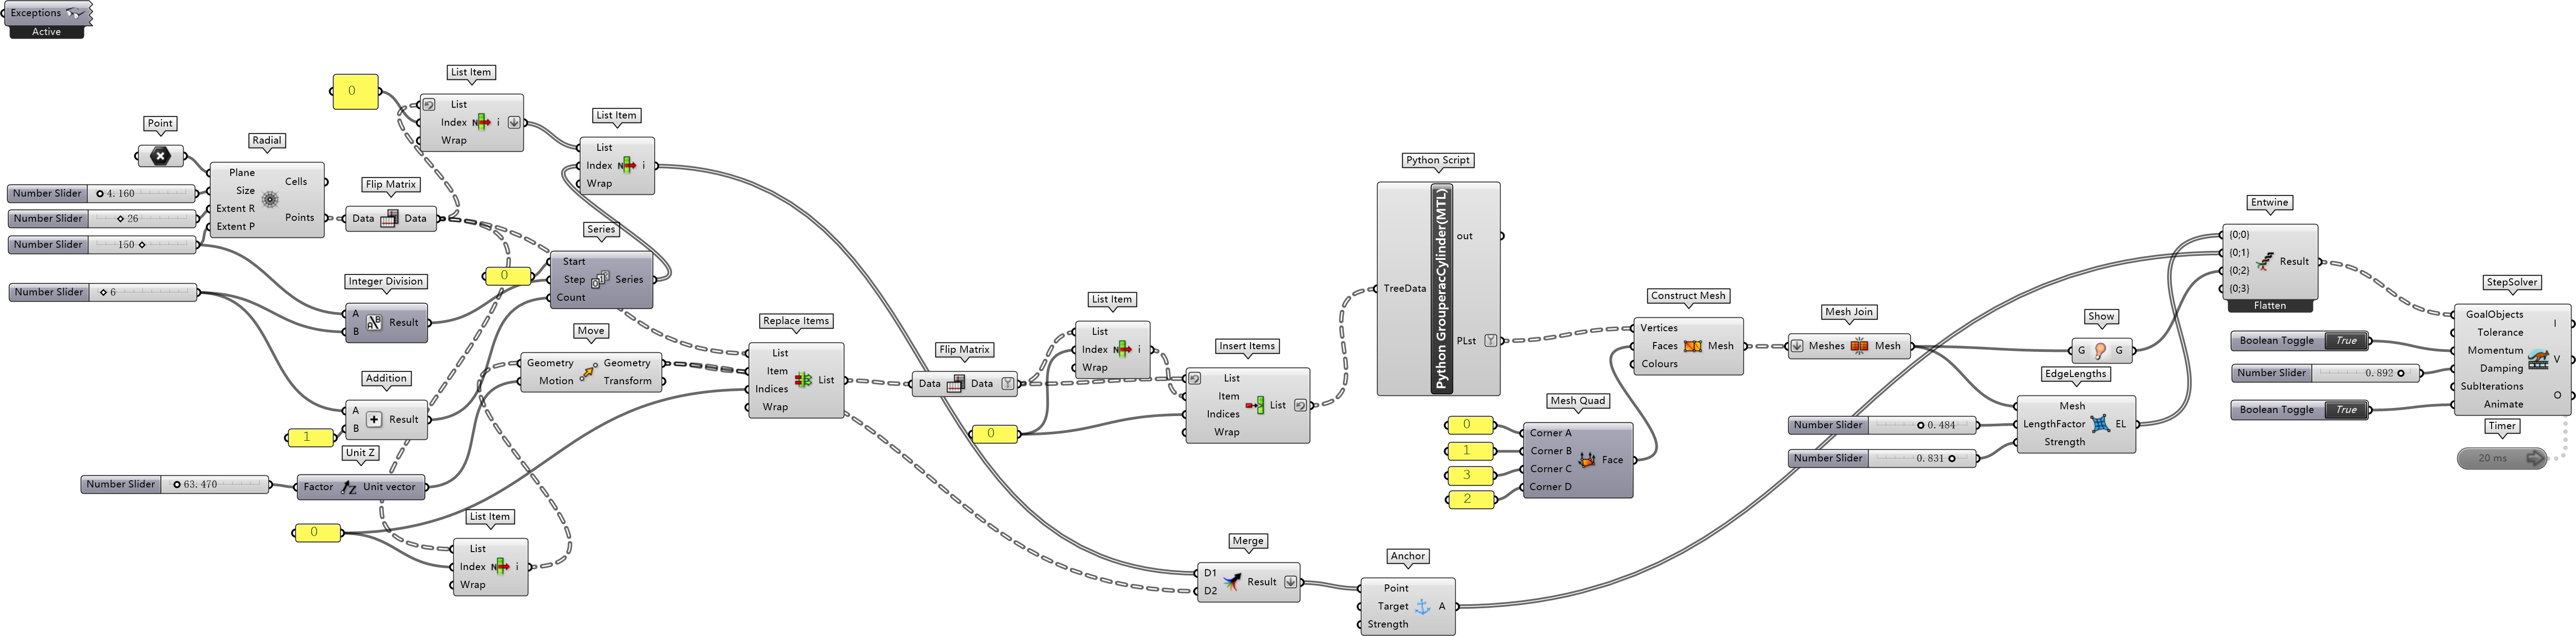 Exceptions
Active
List Item
0
List
Index
Wrap
N
i
Point
Radial
Plane
Size
Extent R
Extent P
Cells
Points
Number Slider 4.160
Number Slider 26
Number Slider 150
Number Slider 6
Flip Matrix
Data Data
List Item
List
Index
Wrap
N
i
Series
0
Start
Step
Count
Series
Integer Division
A
B
A/B
Result
Addition
A
B
Result
1
Unit Z
Number Slider 63.470
Factor Z Unit vector
0
List Item
List
Index
Wrap
N
i
Move
Geometry Geometry
Motion Transform
Replace Items
List
Item
Indices
Wrap
List
Flip Matrix
Data Data
0
List Item
List
Index
Wrap
N
i
Insert Items
List
Item
Indices
Wrap
List
Merge
D1
D2
Result
Anchor
Point
Target
Strength
A
Python Script
TreeData
Python GrouperacCylinder(MTL)
out
PLst
Mesh Quad
0
1
3
2
Corner A
Corner B
Corner C
Corner D
Face
Construct Mesh
Vertices
Faces
Colours
Mesh
Mesh Join
Meshes Mesh
Number Slider 0.484
Number Slider 0.831
Show
G G
EdgeLengths
Mesh
LengthFactor
Strength
EL
Entwine
{0;0}
{0;1}
{0;2}
{0;3}
Result
Flatten
Boolean Toggle True
Number Slider 0.892
Boolean Toggle True
StepSolver
GoalObjects
Tolerance
Momentum
Damping
SubIterations
Animate
I
V
O
Timer
20 ms